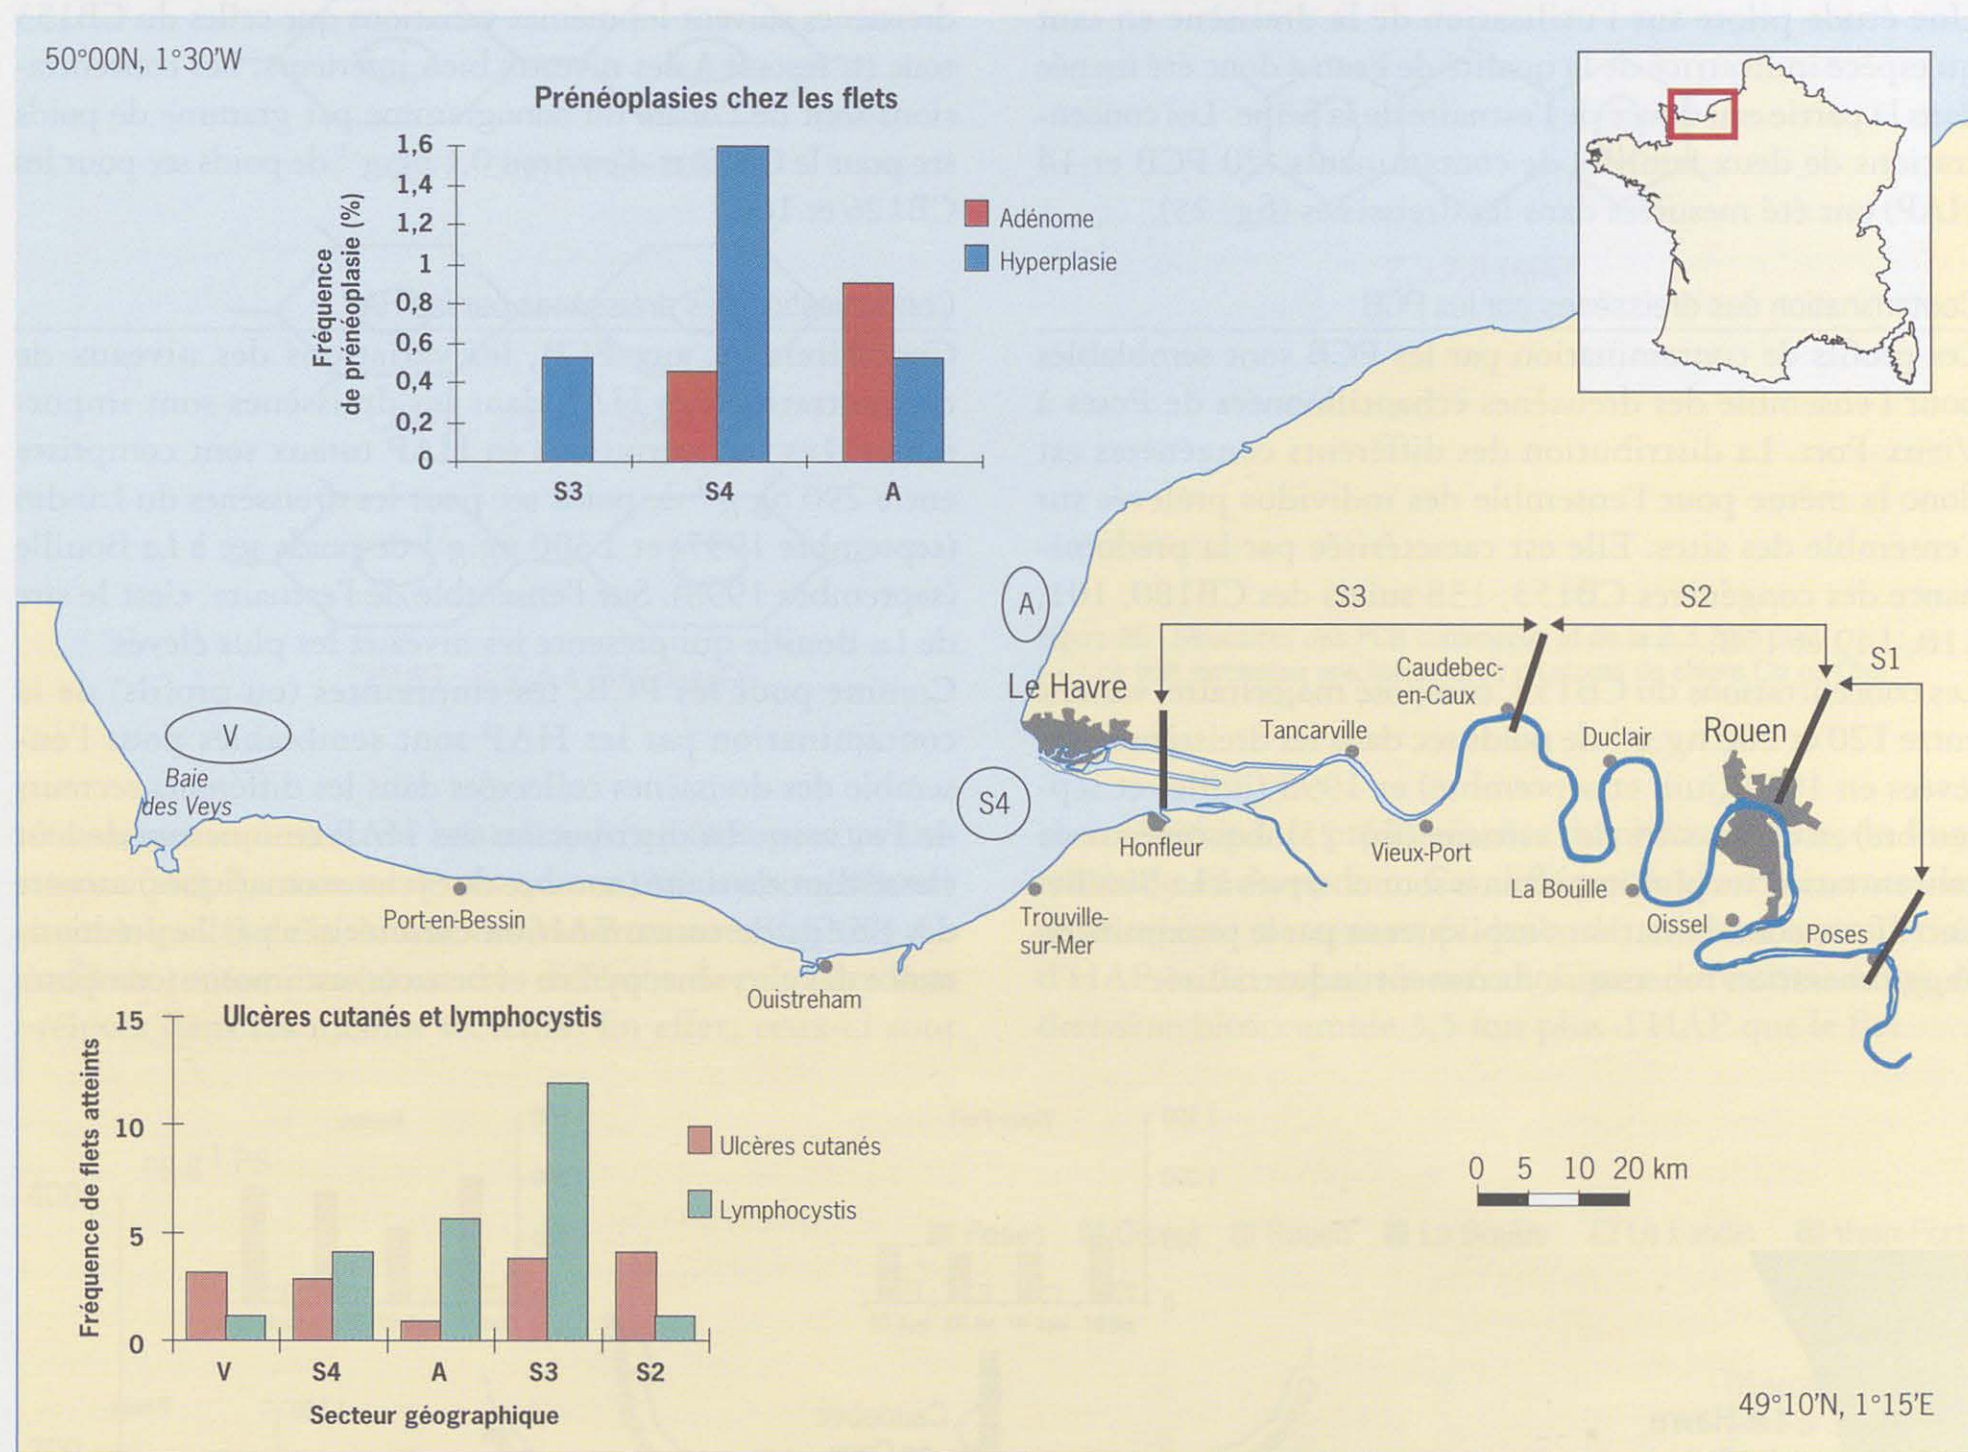 50°00N, 1°30'W
Prénéoplasies chez les flets
Fréquence
de prénéoplasie (%)
1,6
1,4
1,2
1
0,8
0,6
0,4
0,2
0
S3
S4
A
Adénome
Hyperplasie
A
S3
S2
S1
Le Havre
Caudebec-
en-Caux
Tancarville
Duclair
Rouen
V
Baie
des Veys
S4
Honfleur
Vieux-Port
La Bouille
Oissel
Poses
Port-en-Bessin
Trouville-
sur-Mer
Ouistreham
Ulcères cutanés et lymphocystis
Fréquence de flets atteints
15
10
5
0
V
S4
A
S3
S2
Secteur géographique
Ulcères cutanés
Lymphocystis
0 5 10 20 km
49°10'N, 1°15'E